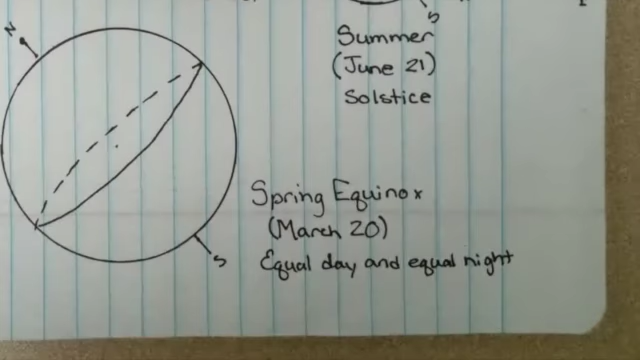 N
S
Summer
(June 21)
Solstice
Spring Equinox
(March 20)
Equal day and equal night
S